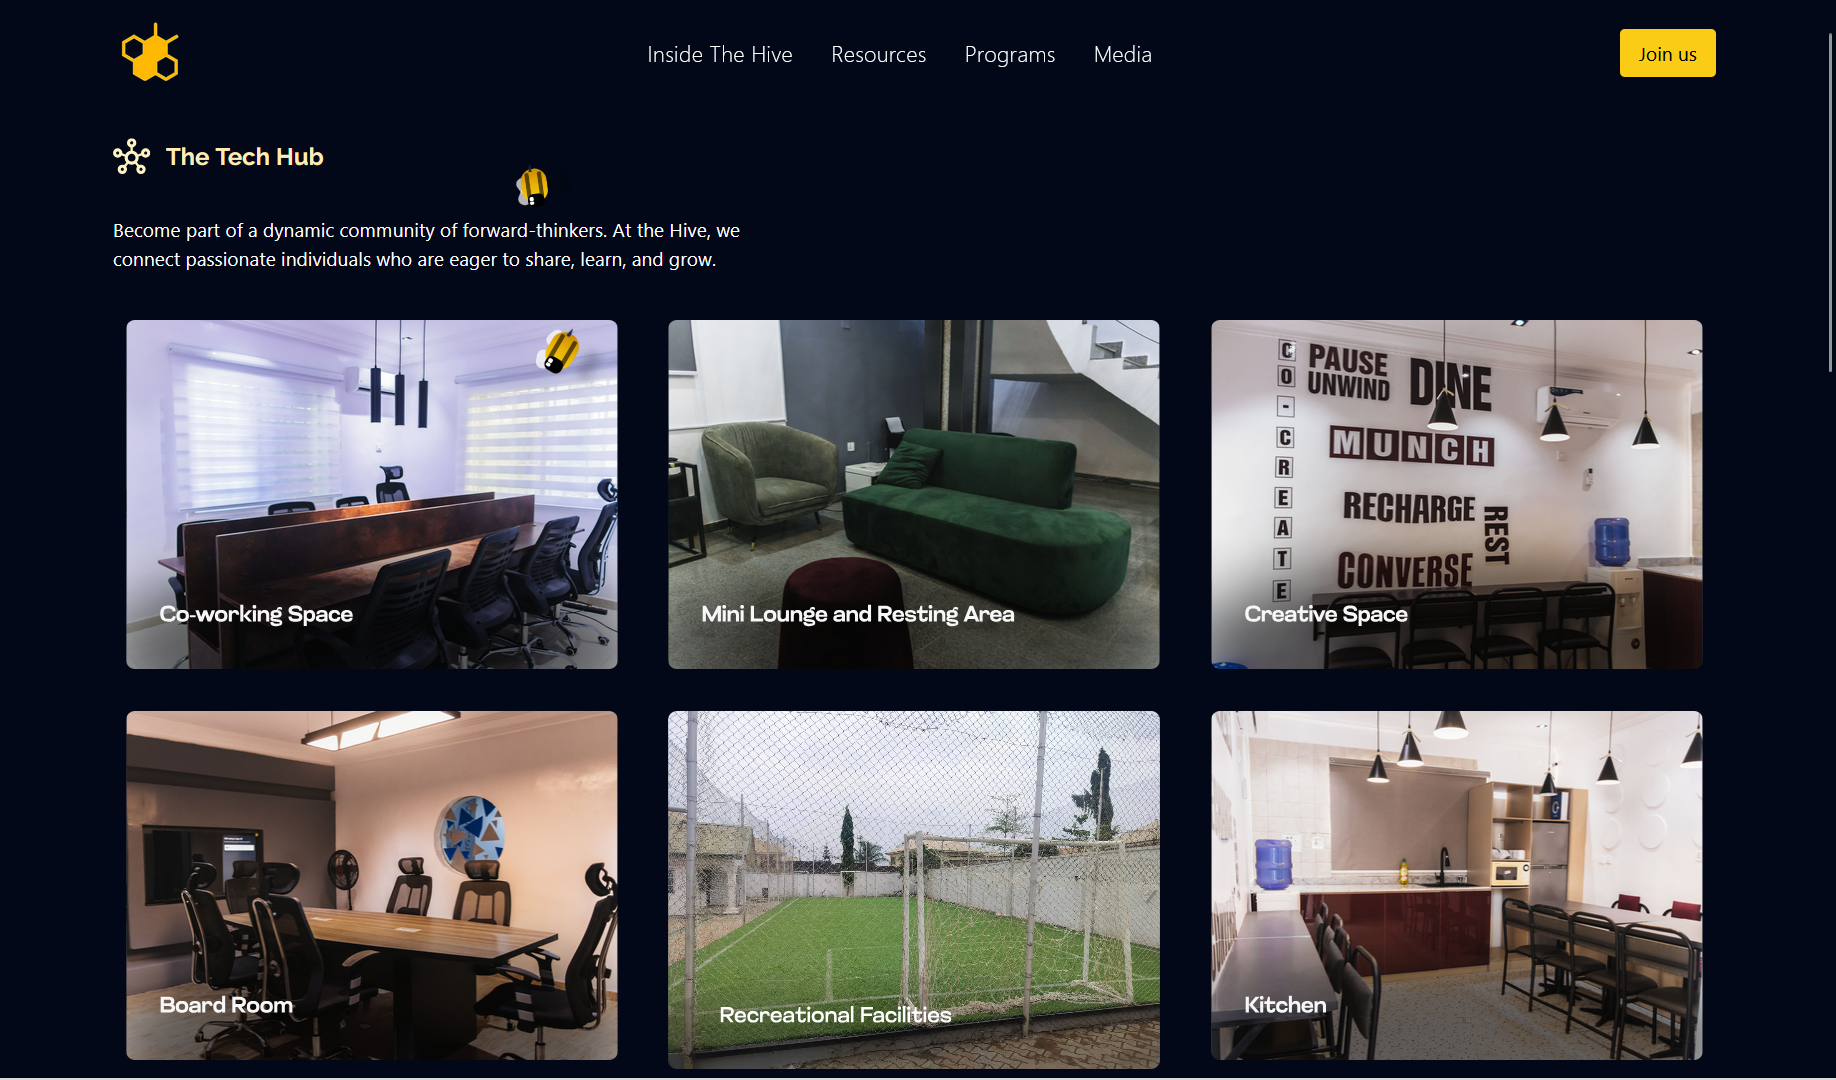 Inside The Hive
Resources
Programs
Media
Join us
The Tech Hub
Become part of a dynamic community of forward-thinkers. At the Hive, we
connect passionate individuals who are eager to share, learn, and grow.
Co-working Space
Mini Lounge and Resting Area
CO-CREATE
PAUSE
UNWIND
DINE
MUNCH
RECHARGE
REST
CONVERSE
Creative Space
Board Room
Recreational Facilities
Kitchen